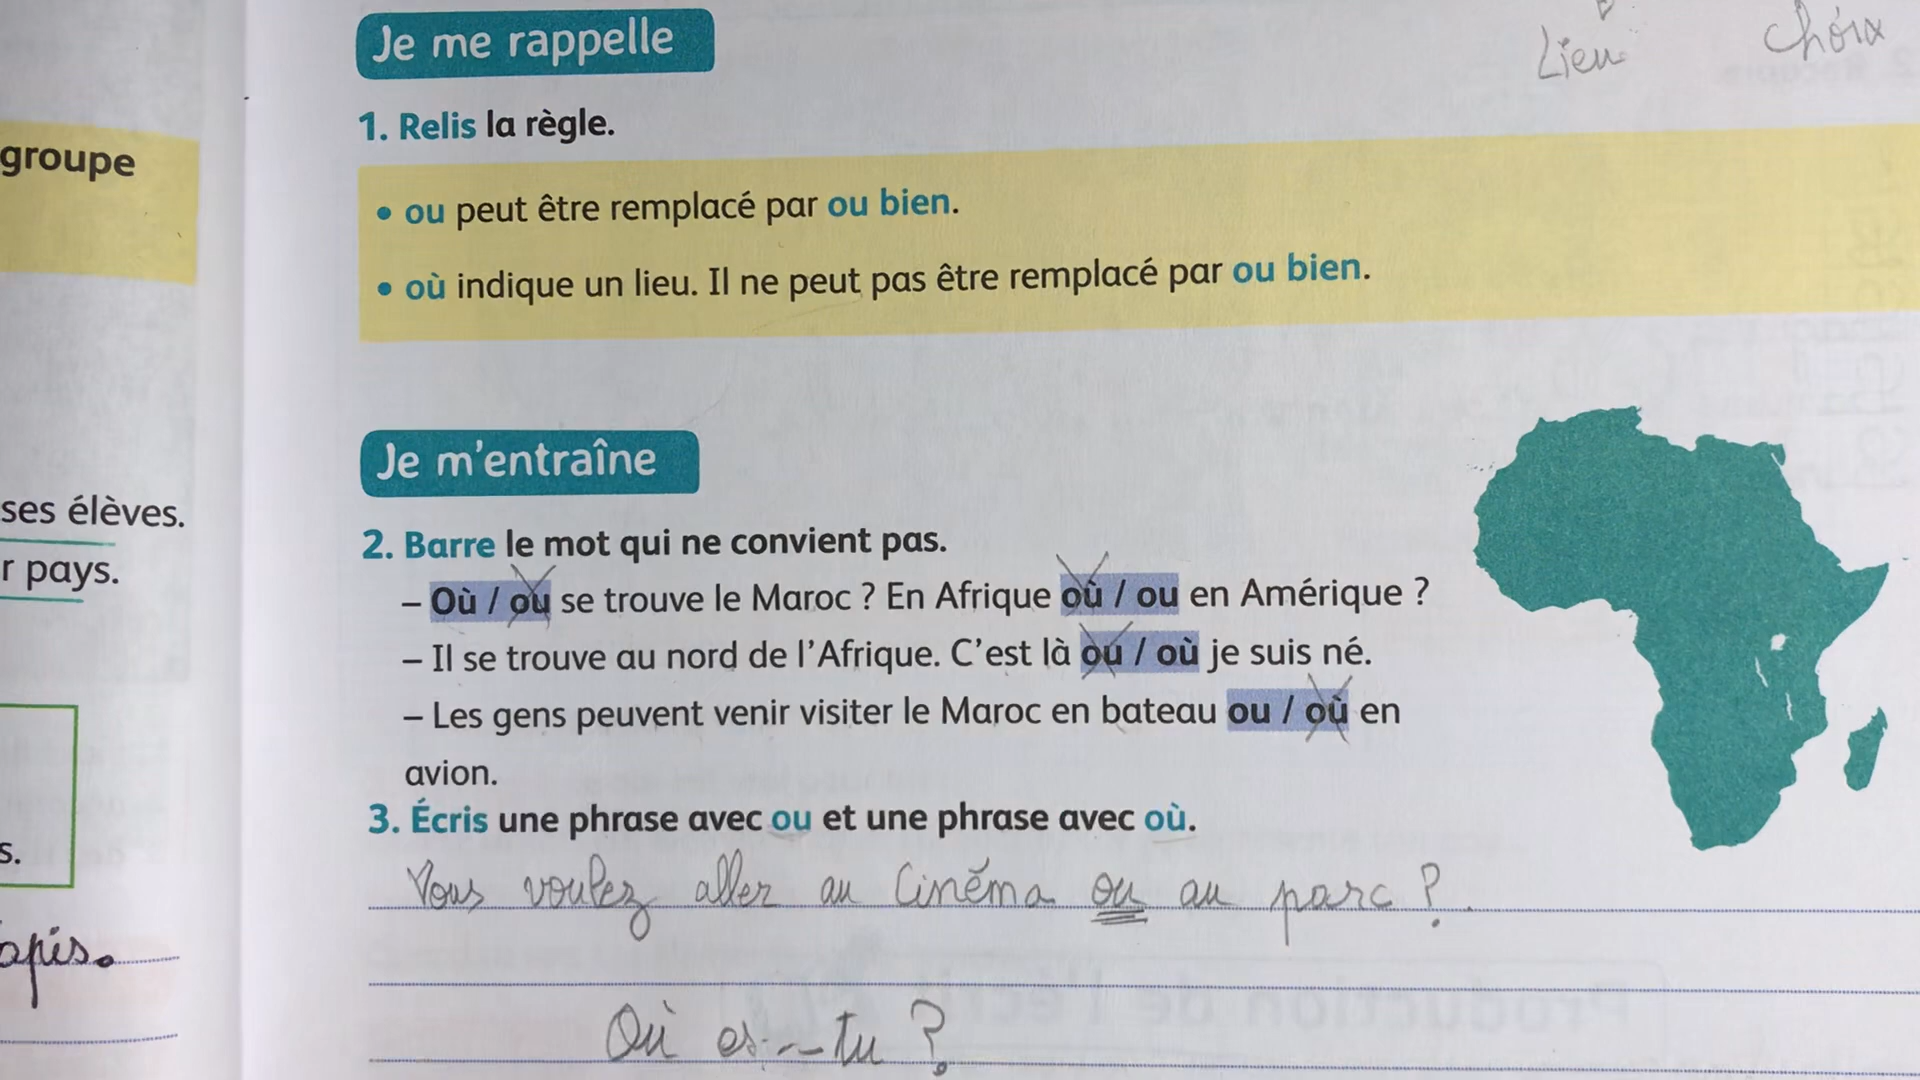 Lieu choix
Je me rappelle
1. Relis la règle.
• ou peut être remplacé par ou bien.
• où indique un lieu. Il ne peut pas être remplacé par ou bien.
Je m'entraîne
2. Barre le mot qui ne convient pas.
– Où / ou se trouve le Maroc ? En Afrique où / ou en Amérique ?
– Il se trouve au nord de l'Afrique. C'est là ou / où je suis né.
– Les gens peuvent venir visiter le Maroc en bateau ou / où en
avion.
3. Écris une phrase avec ou et une phrase avec où.
Vous voulez aller au Cinéma ou au parc ?
Où es-tu ?
groupe
ses élèves.
r pays.
s.
apis.